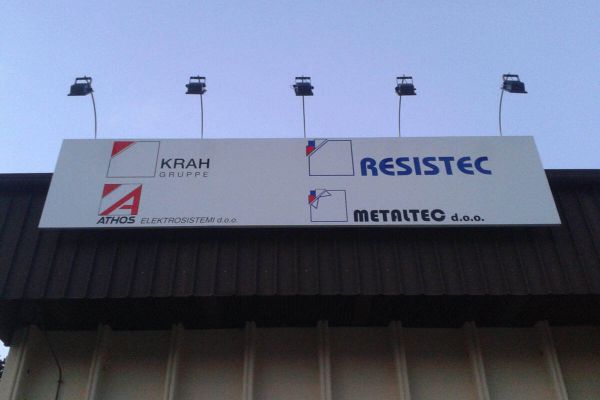 KRAH
GRUPPE
RESISTEC
A
ATHOS ELEKTROSISTEMI d.o.o.
METALTEC d.o.o.